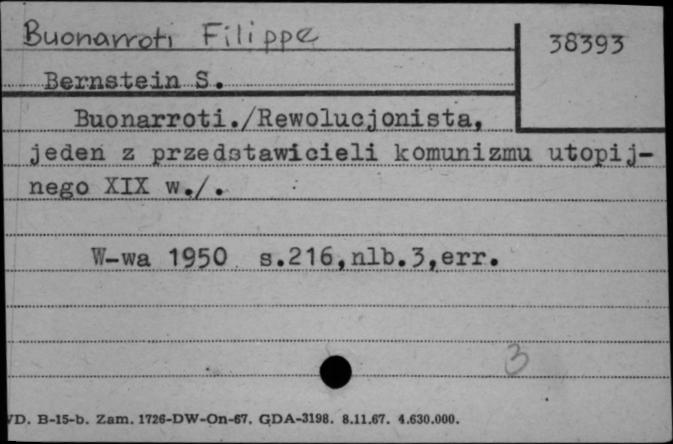 Buonarroti Filippe
38393
Bernstein S.
Buonarroti./Rewolucjonista,
jeden z przedstawicieli komunizmu utopij-
nego XIX w./.
W-wa 1950 s.216,nlb.3,err.
3
VD. B-15-b. Zam. 1726-DW-On-67. GDA-3198. 8.11.67. 4.630.000.